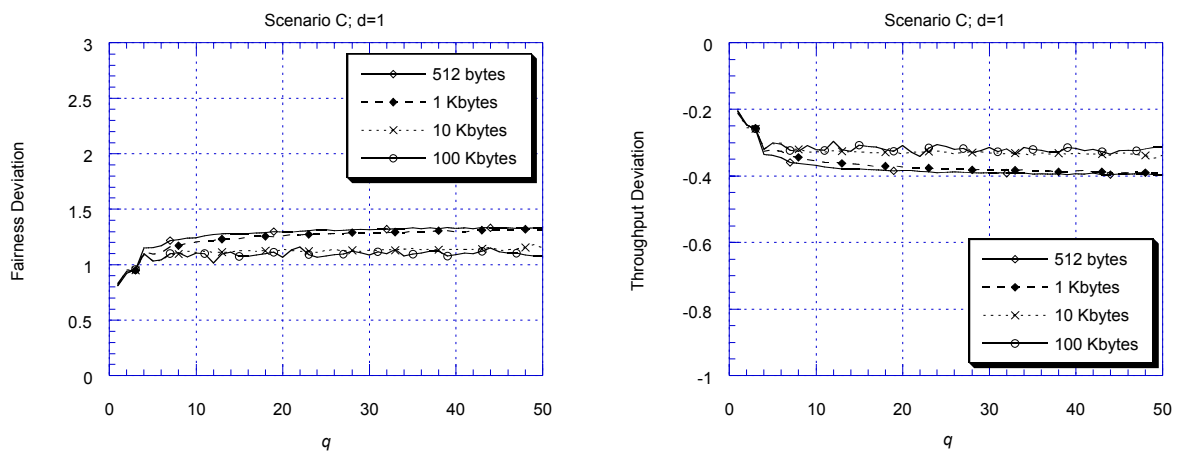 Scenario C; d=1
3
2.5
2
1.5
1
0.5
0
Fairness Deviation
512 bytes
1 Kbytes
10 Kbytes
100 Kbytes
0 10 20 30 40 50
q
Scenario C; d=1
0
-0.2
-0.4
-0.6
-0.8
-1
Throughput Deviation
512 bytes
1 Kbytes
10 Kbytes
100 Kbytes
0 10 20 30 40 50
q